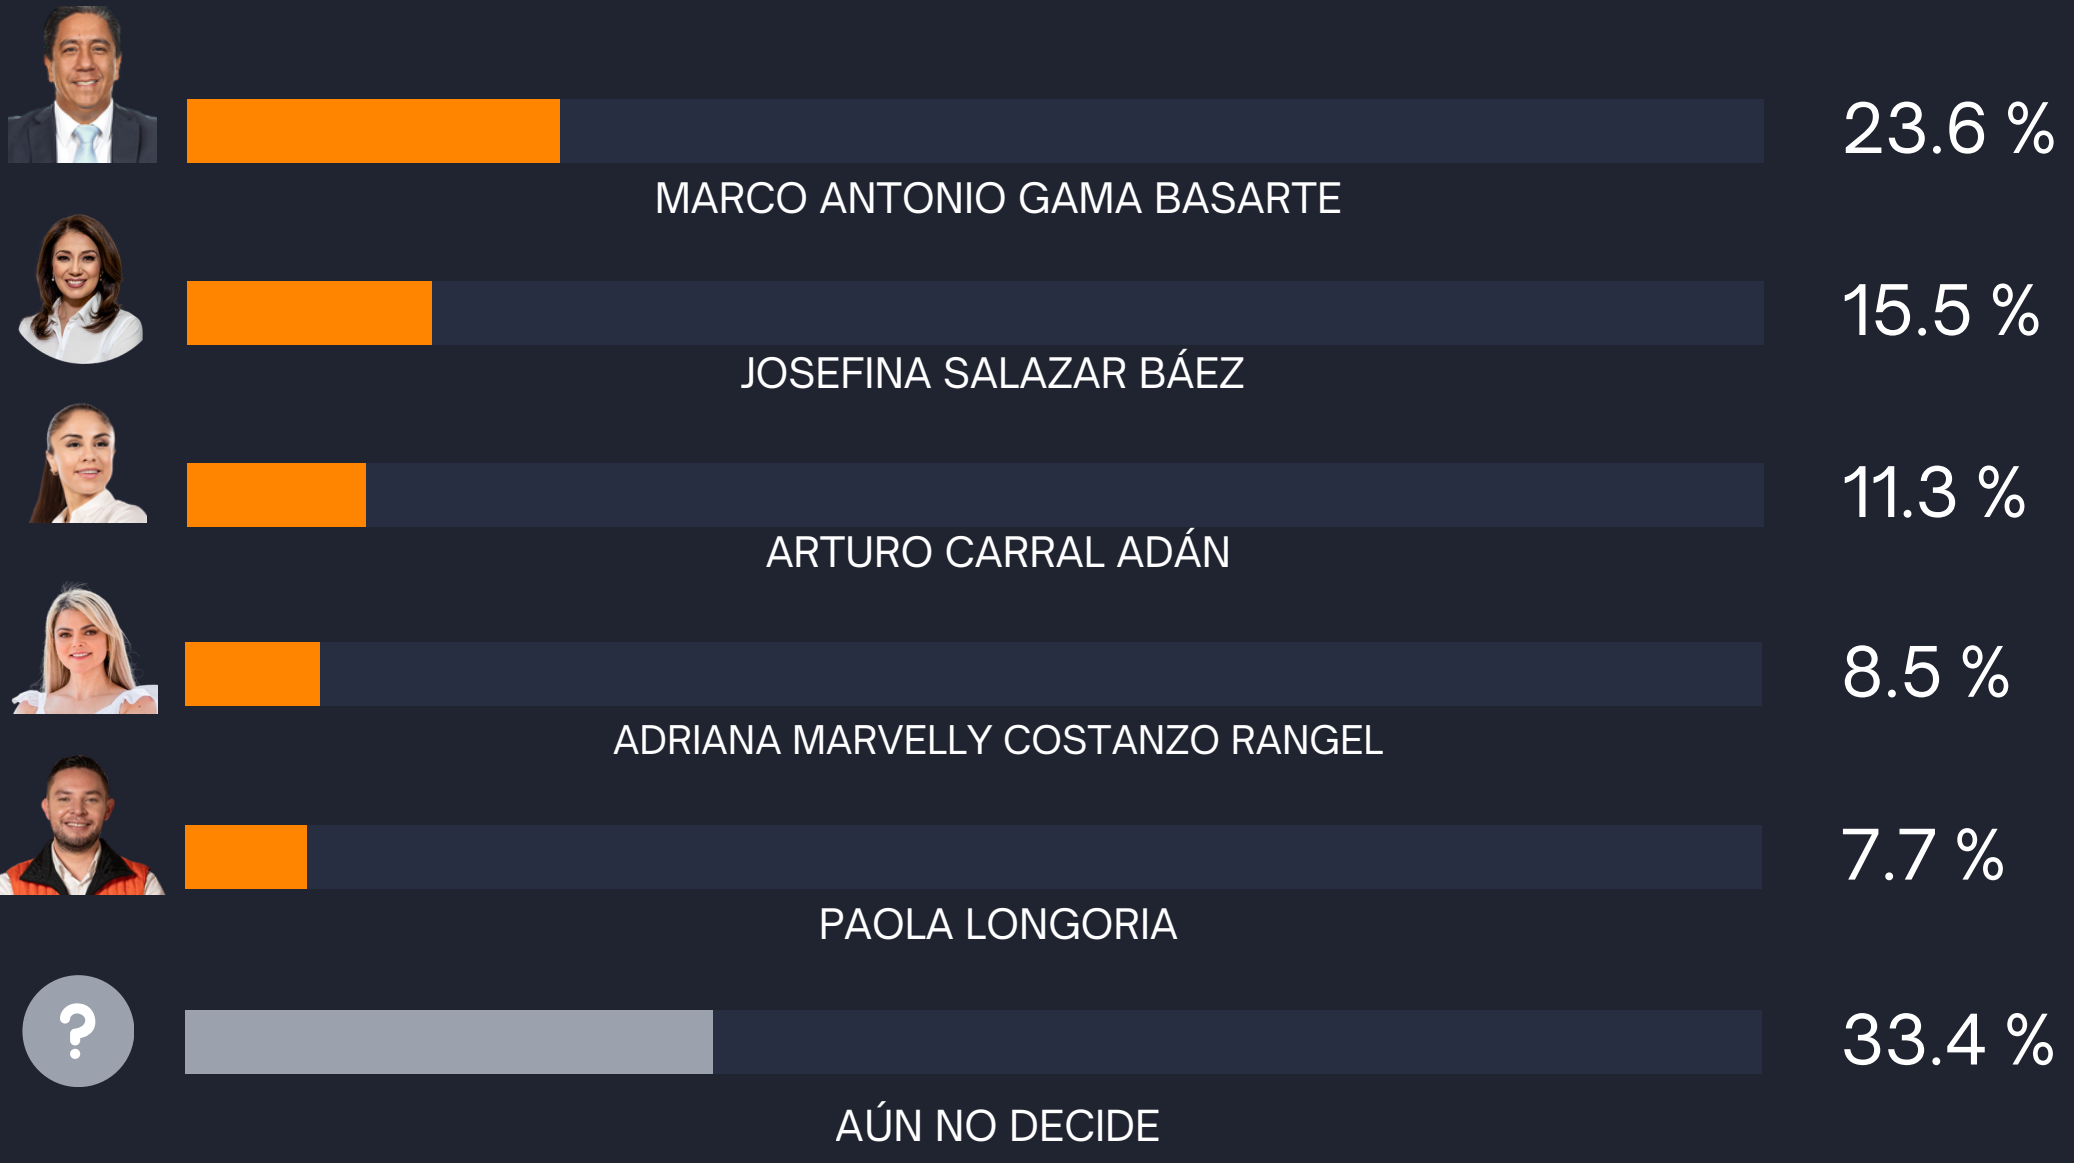 23.6 %
MARCO ANTONIO GAMA BASARTE
15.5 %
JOSEFINA SALAZAR BÁEZ
11.3 %
ARTURO CARRAL ADÁN
8.5 %
ADRIANA MARVELLY COSTANZO RANGEL
7.7 %
PAOLA LONGORIA
?
33.4 %
AÚN NO DECIDE